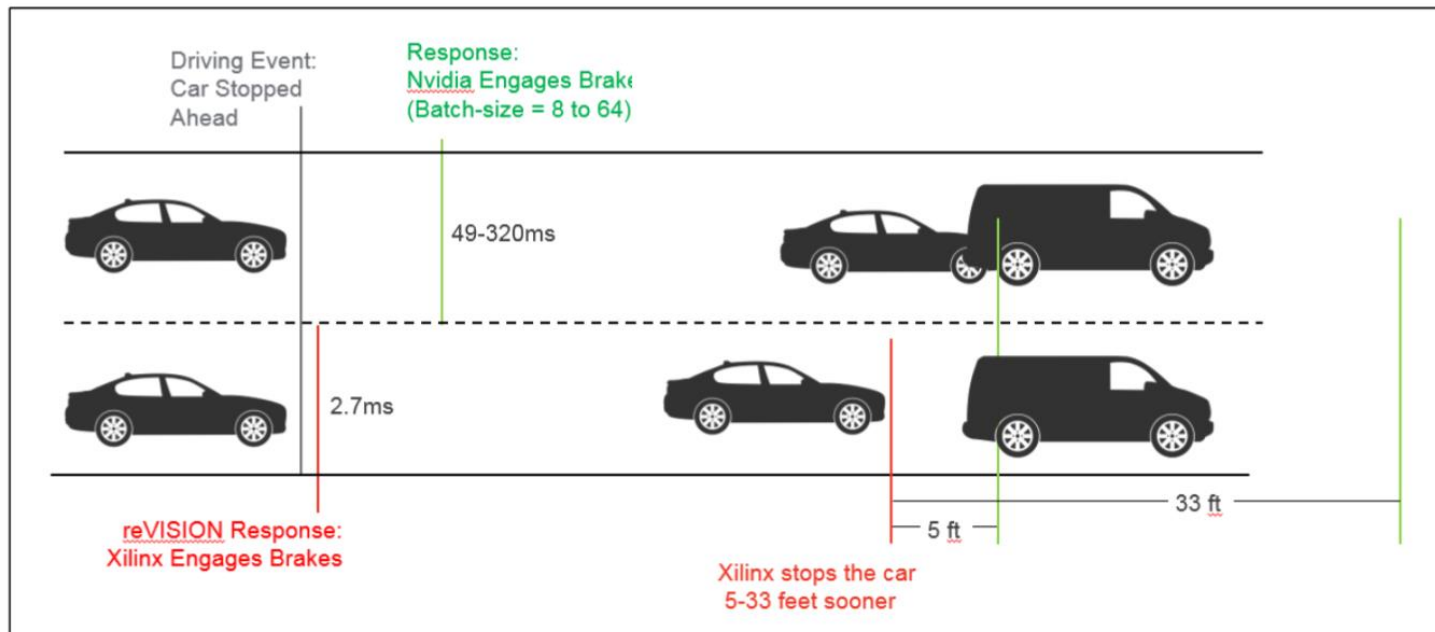 Driving Event:
Car Stopped
Ahead
Response:
Nvidia Engages Brake
(Batch-size = 8 to 64)
49-320ms
2.7ms
reVISION Response:
Xilinx Engages Brakes
33 ft
5 ft
Xilinx stops the car
5-33 feet sooner